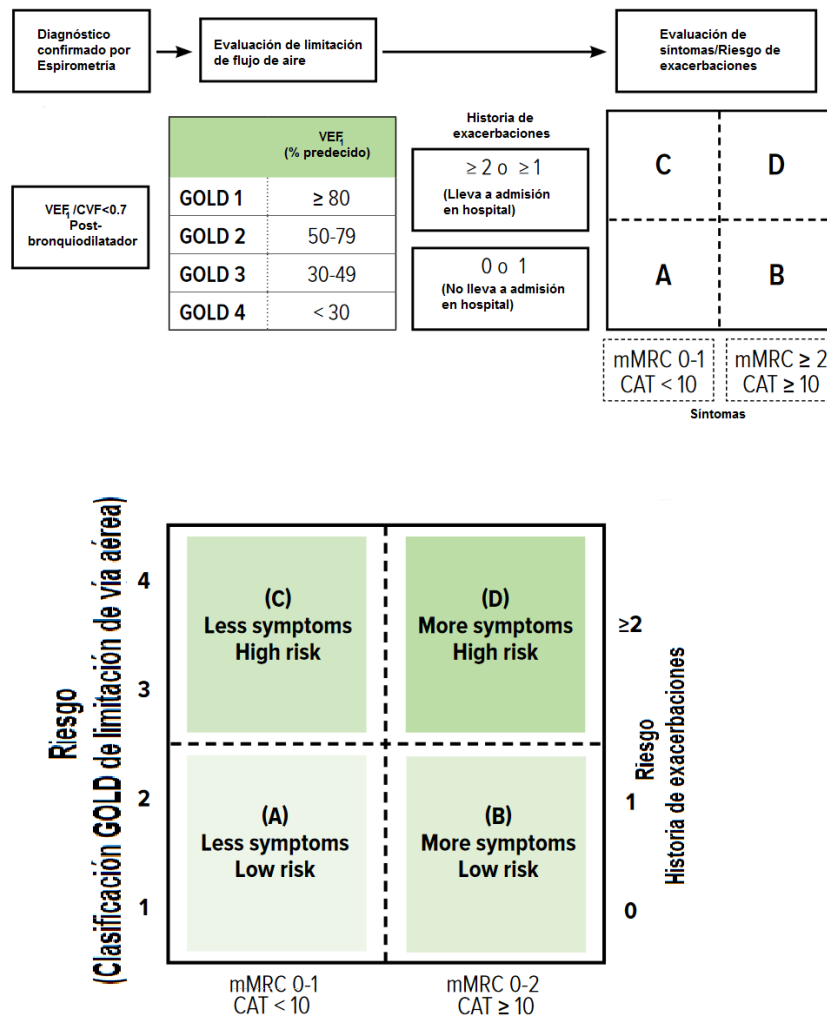 Diagnóstico
confirmado por
Espirometría
Evaluación de limitación
de flujo de aire
Evaluación de
síntomas/Riesgo de
exacerbaciones
VEF₁/CVF<0.7
Post-
bronquiodilatador
VEF₁
(% predecido)
GOLD 1 ≥ 80
GOLD 2 50-79
GOLD 3 30-49
GOLD 4 < 30
Historia de
exacerbaciones
≥ 2 o ≥ 1
(Lleva a admisión
en hospital)
0 o 1
(No lleva a admisión
en hospital)
C D
A B
mMRC 0-1
CAT < 10
mMRC ≥ 2
CAT ≥ 10
Síntomas
Riesgo
(Clasificación GOLD de limitación de vía aérea)
4
3
2
1
(C)
Less symptoms
High risk
(D)
More symptoms
High risk
(A)
Less symptoms
Low risk
(B)
More symptoms
Low risk
≥2
1
0
Riesgo
Historia de exacerbaciones
mMRC 0-1
CAT < 10
mMRC 0-2
CAT ≥ 10